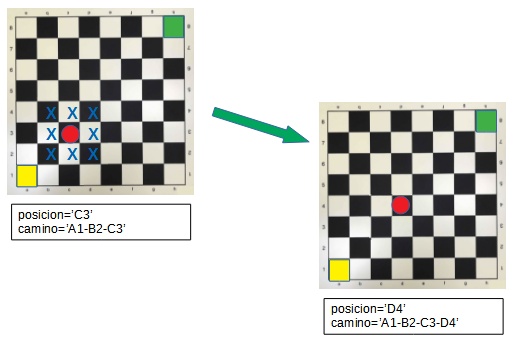 X X X
X X
X X X
posicion='C3'
camino='A1-B2-C3'
posicion='D4'
camino='A1-B2-C3-D4'